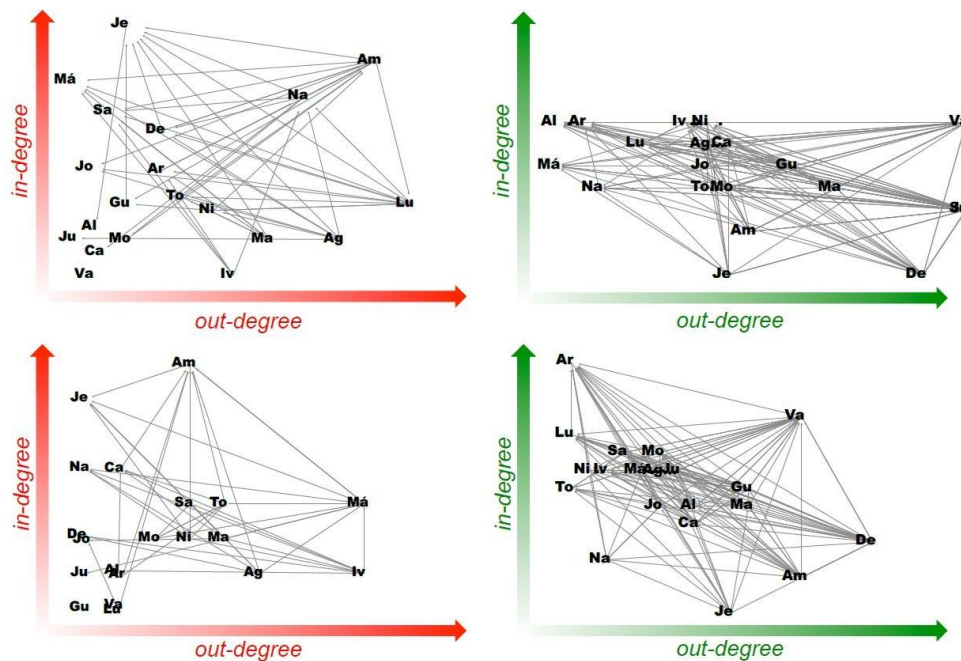 Je
Am
Má
Na
Sa
De
Jo
Ar
To
Gu
Ni
Lu
Al
Ju
Mo
Ma
Ag
Ca
Va
Iv
in-degree
out-degree
Al Ar
Iv Ni
Lu
Ag
Ca
Má
Jo
Gu
Na
To Mo
Ma
Am
Je
De
in-degree
out-degree
Am
Je
Na
Ca
Sa
To
Má
De
Jo
Mo
Ni
Ma
Ju
Al
Ar
Ag
Iv
Gu
Va
Lu
in-degree
out-degree
Ar
Va
Lu
Sa
Mo
Ni Iv
Má
Ag
Ju
To
Gu
Jo
Al
Ma
Ca
De
Na
Am
Je
in-degree
out-degree